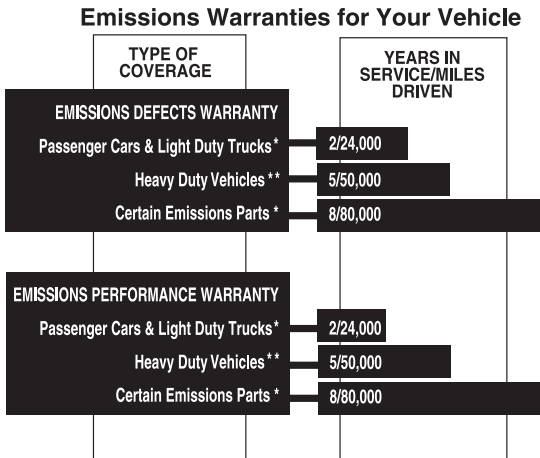 Emissions Warranties for Your Vehicle
TYPE OF
COVERAGE
YEARS IN
SERVICE/MILES
DRIVEN
EMISSIONS DEFECTS WARRANTY
Passenger Cars & Light Duty Trucks* 2/24,000
Heavy Duty Vehicles** 5/50,000
Certain Emissions Parts * 8/80,000
EMISSIONS PERFORMANCE WARRANTY
Passenger Cars & Light Duty Trucks* 2/24,000
Heavy Duty Vehicles** 5/50,000
Certain Emissions Parts * 8/80,000